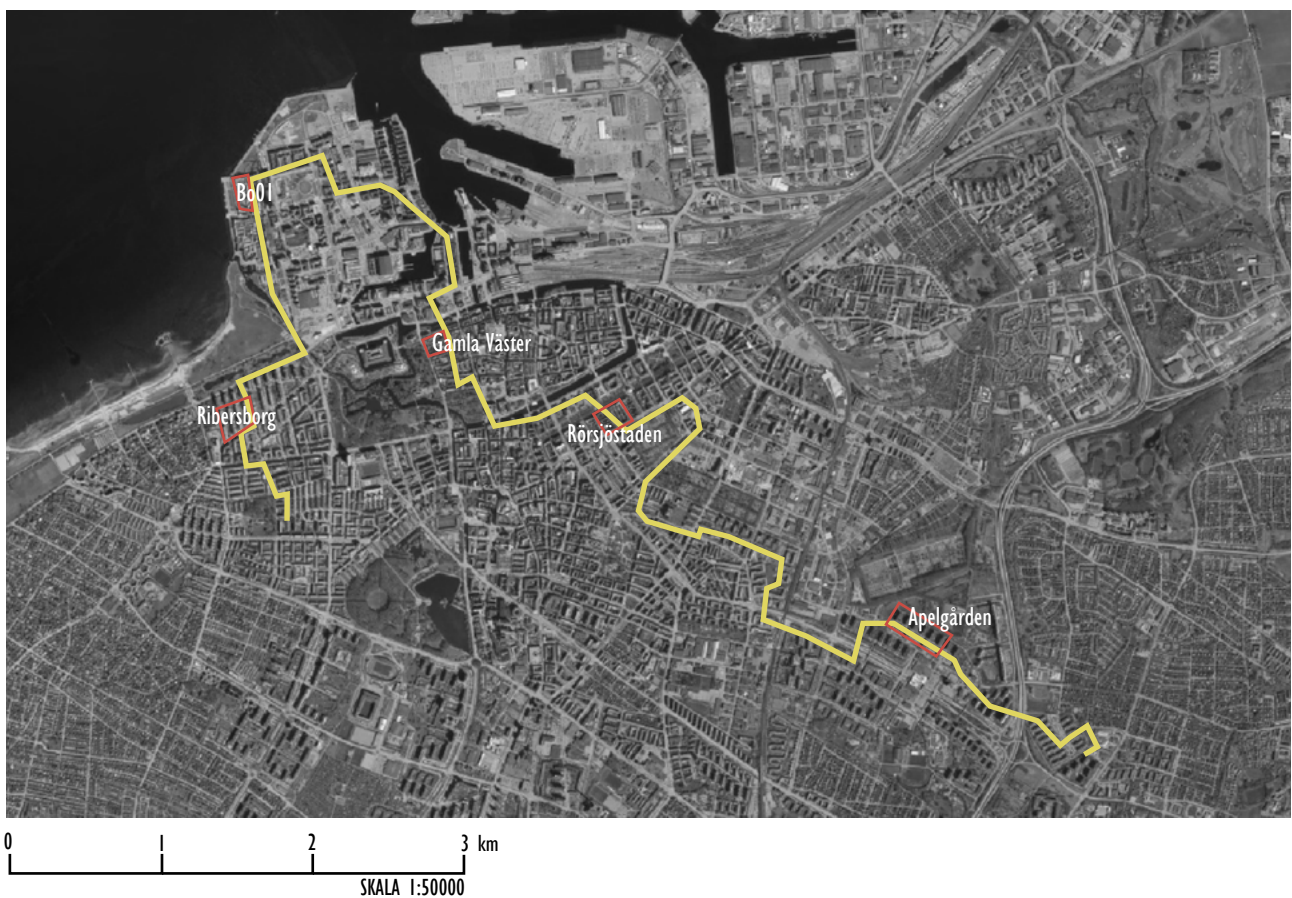 Bo01
Gamla Väster
Ribersborg
Rörsjöstaden
Apelgården
0 1 2 3 km
SKALA 1:50000